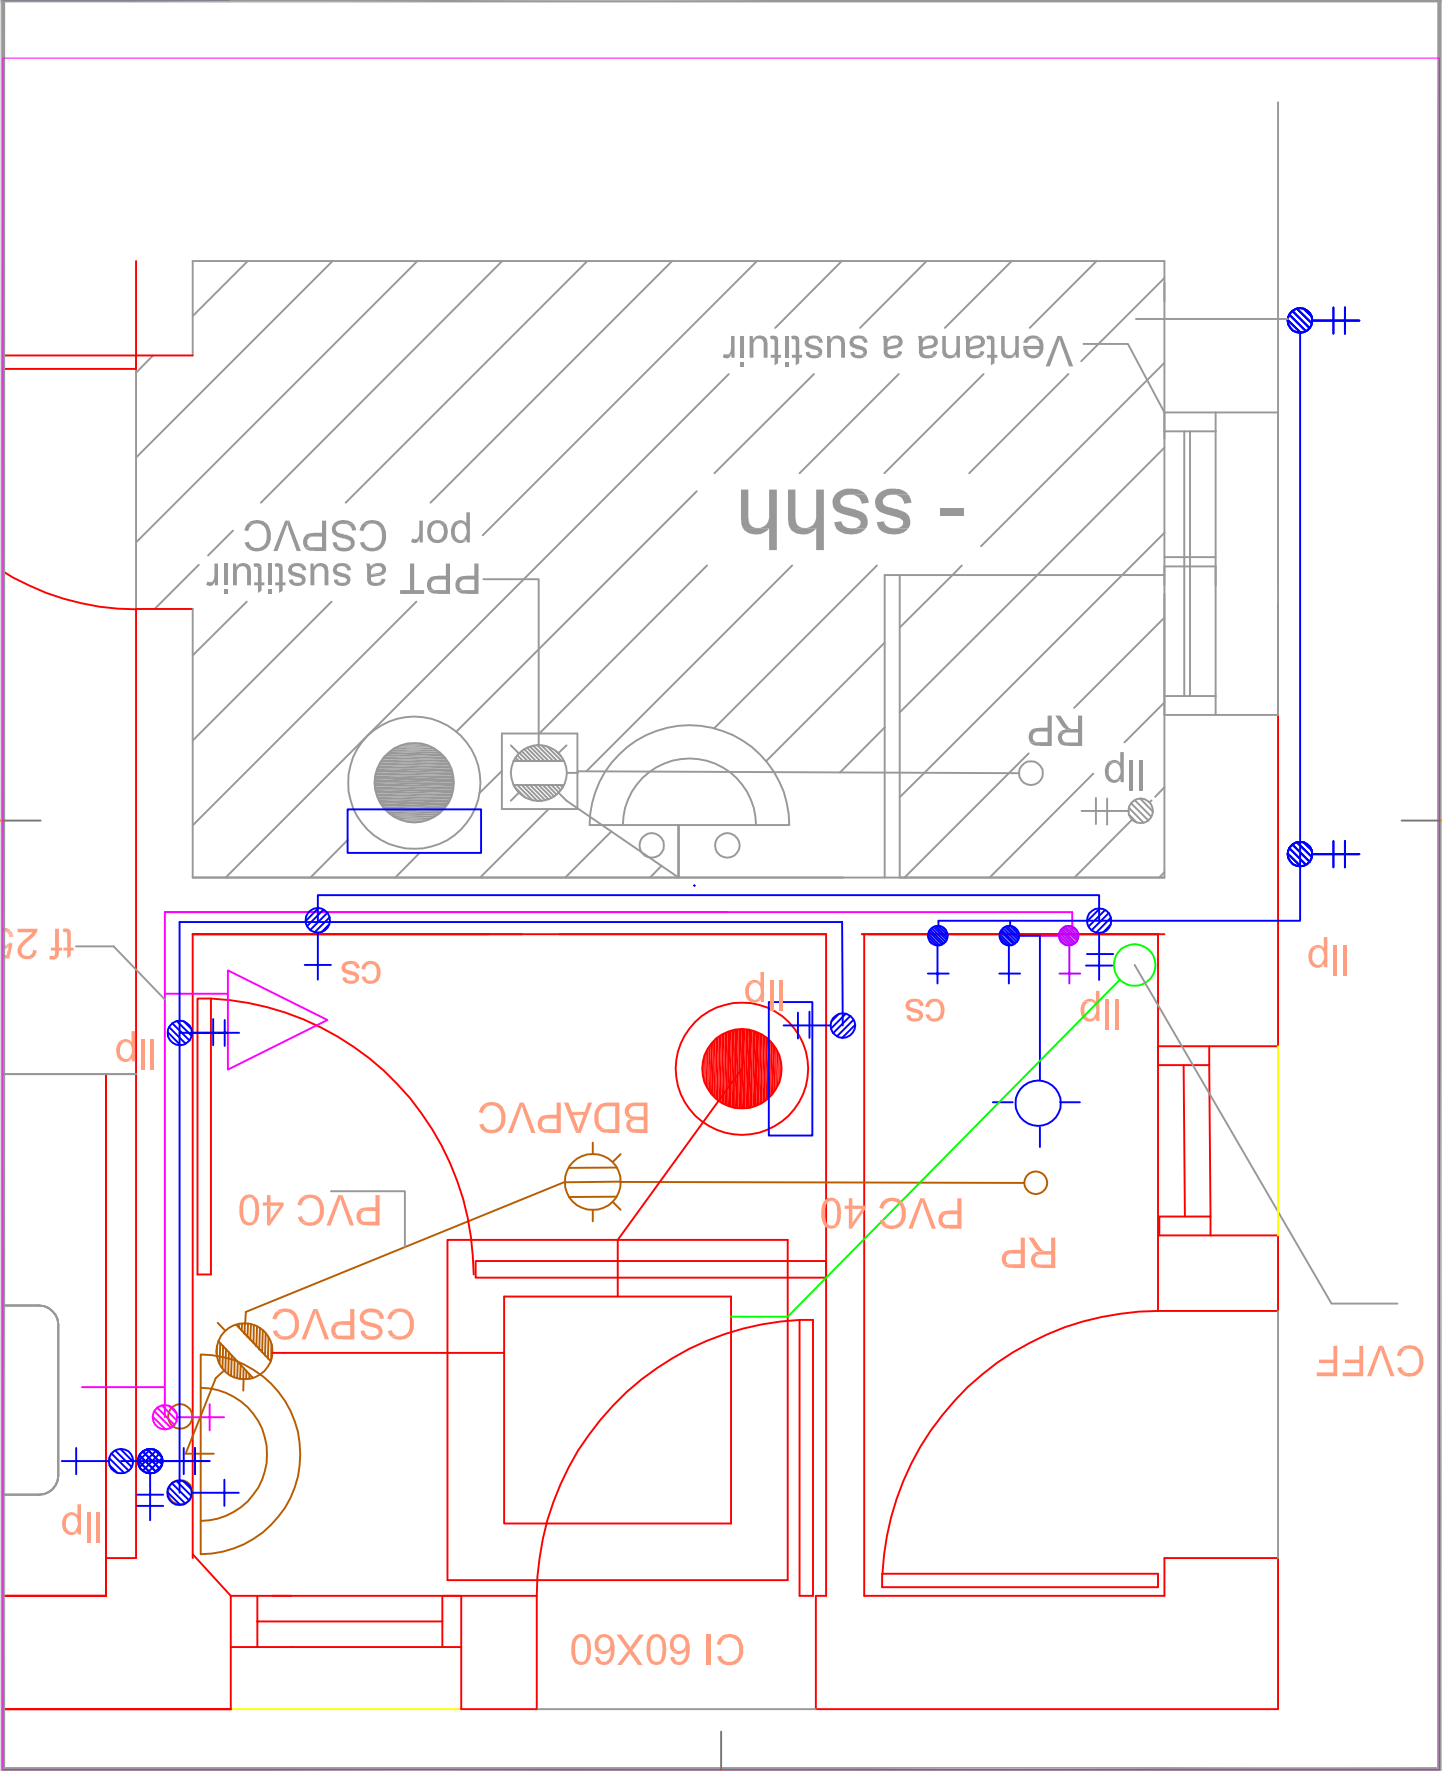 CI 60X60
llp
CVFF
CSPVC
RP
PVC 40
PVC 40
BDAPVC
llp
llp
cs
llp
cs
llp
tf 25
llp
RP
PPT a sustituir
por CSPVC
- sshh
Ventana a sustituir